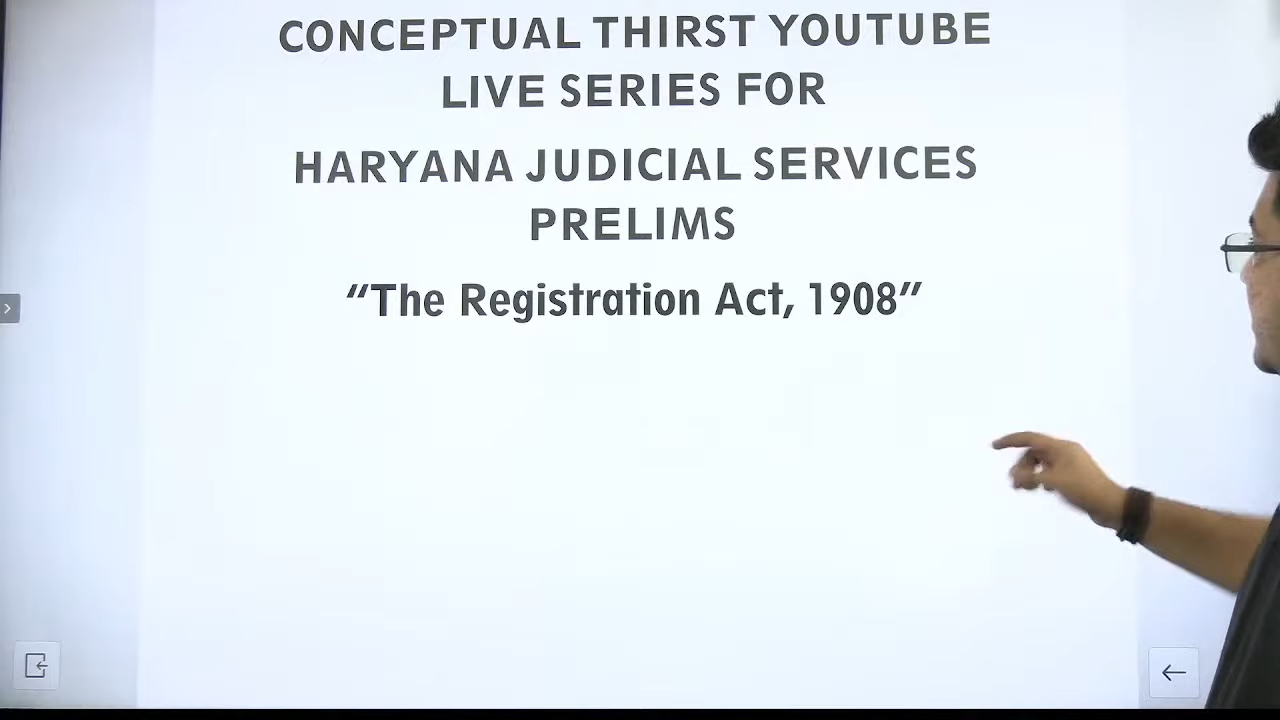 CONCEPTUAL THIRST YOUTUBE
LIVE SERIES FOR
HARYANA JUDICIAL SERVICES
PRELIMS
“The Registration Act, 1908”